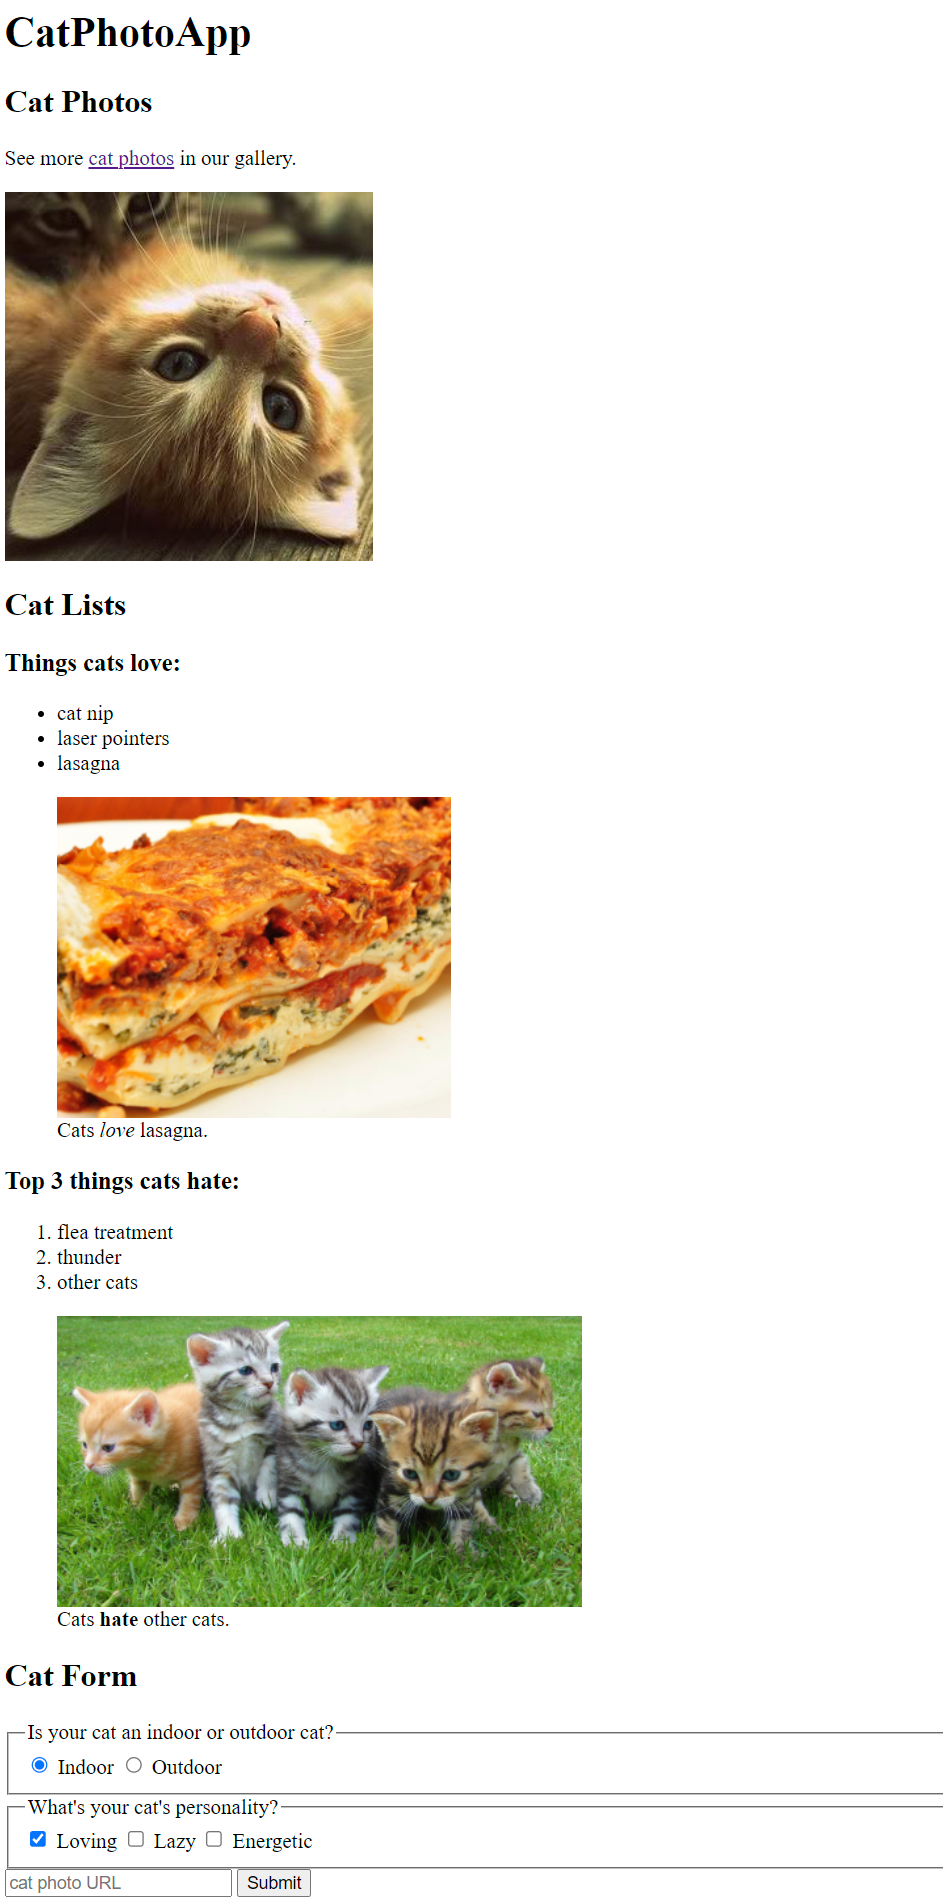 CatPhotoApp
Cat Photos
See more cat photos in our gallery.
Cat Lists
Things cats love:
• cat nip
• laser pointers
• lasagna
Cats love lasagna.
Top 3 things cats hate:
1. flea treatment
2. thunder
3. other cats
Cats hate other cats.
Cat Form
Is your cat an indoor or outdoor cat?
Indoor Outdoor
What's your cat's personality?
Loving Lazy Energetic
cat photo URL Submit